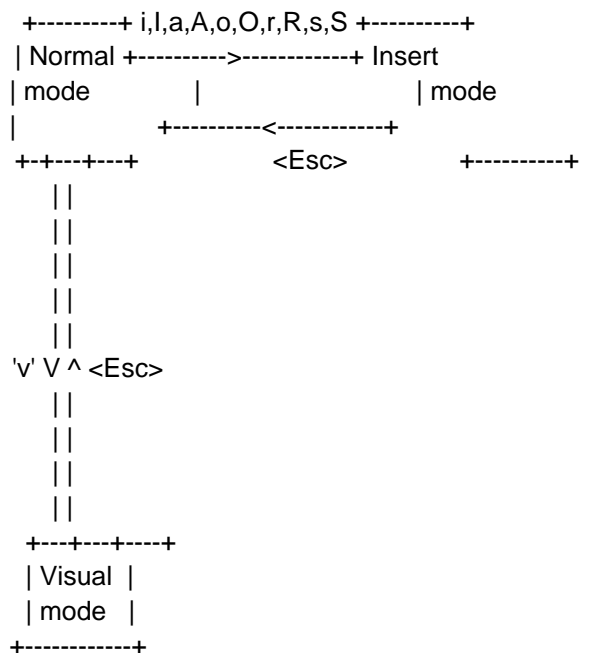 +---------+ i,I,a,A,o,O,r,R,s,S +----------+
| Normal +---------->------------+ Insert
| mode | | mode
| +----------<------------+
+-+---+---+ <Esc> +----------+
| |
| |
| |
| |
| |
'v' V ^ <Esc>
| |
| |
| |
| |
+---+---+----+
| Visual |
| mode |
+------------+